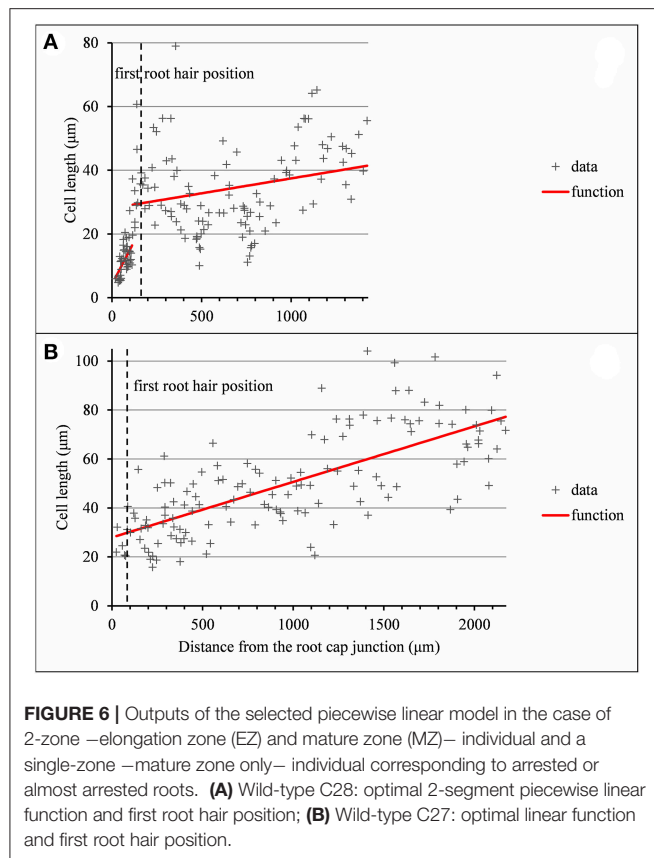 A
80
60
40
20
0
Cell length (µm)
first root hair position
0 500 1000
data
function
B
100
80
60
40
20
0
Cell length (µm)
first root hair position
0 500 1000 1500 2000
Distance from the root cap junction (µm)
data
function
FIGURE 6 | Outputs of the selected piecewise linear model in the case of
2-zone –elongation zone (EZ) and mature zone (MZ)– individual and a
single-zone –mature zone only– individual corresponding to arrested or
almost arrested roots. (A) Wild-type C28: optimal 2-segment piecewise linear
function and first root hair position; (B) Wild-type C27: optimal linear function
and first root hair position.